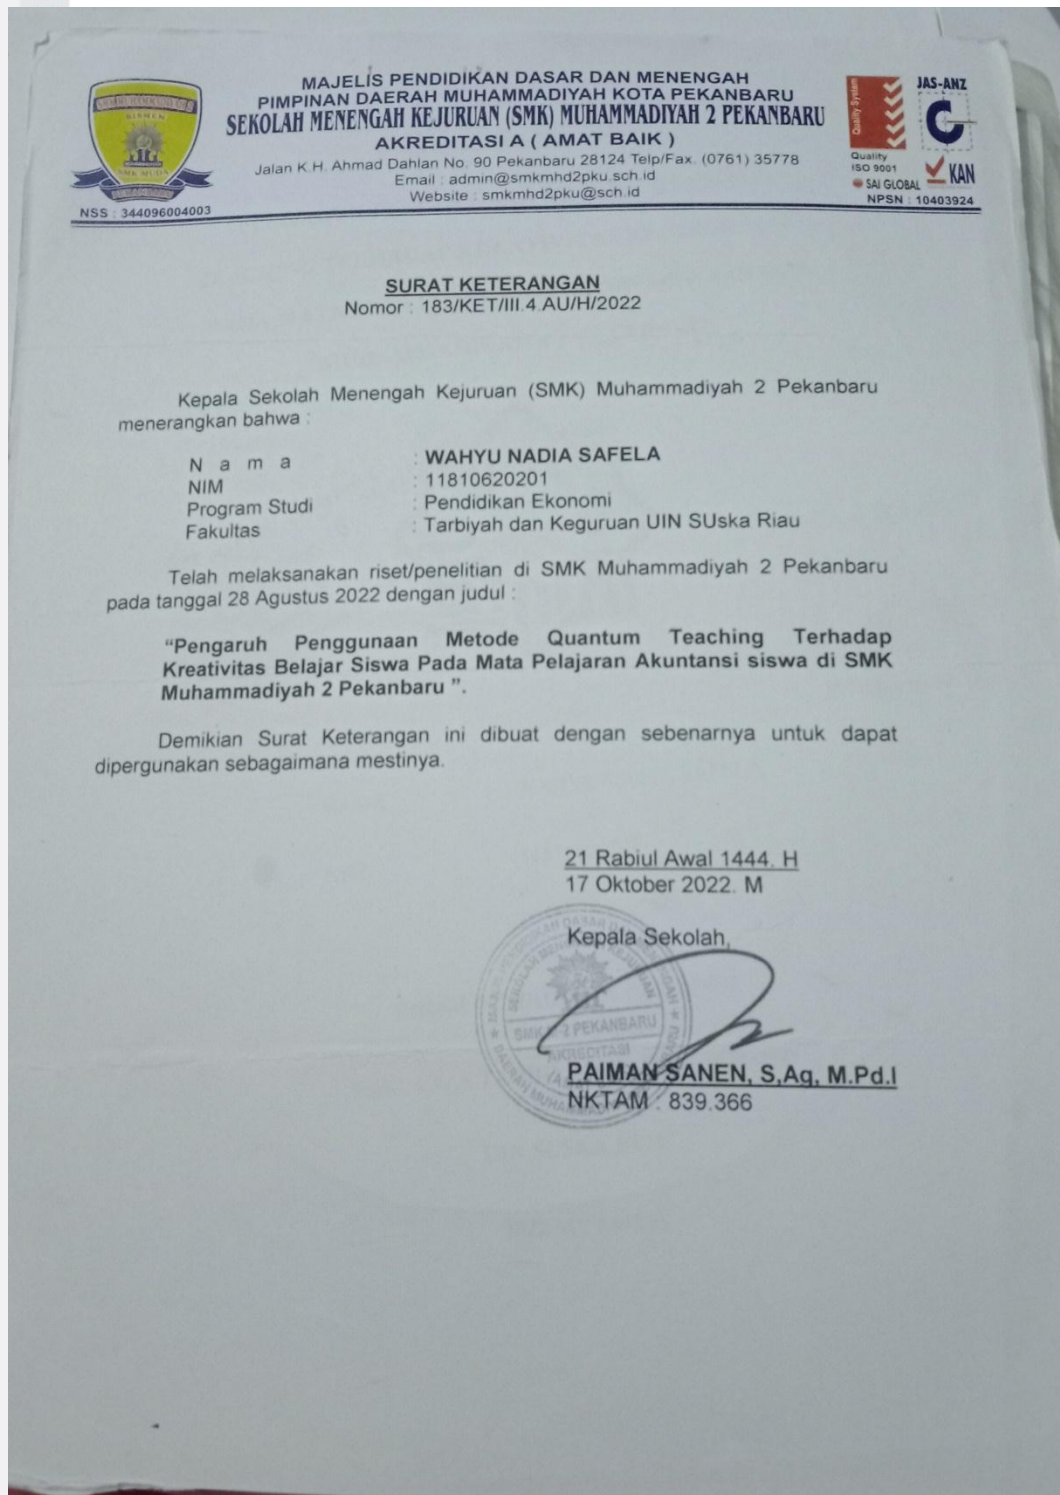 MAJELIS PENDIDIKAN DASAR DAN MENENGAH
PIMPINAN DAERAH MUHAMMADIYAH KOTA PEKANBARU
SEKOLAH MENENGAH KEJURUAN (SMK) MUHAMMADIYAH 2 PEKANBARU
AKREDITASI A ( AMAT BAIK )
Jalan K.H. Ahmad Dahlan No. 90 Pekanbaru 28124 Telp/Fax. (0761) 35778
Email : admin@smkmhd2pku.sch.id
Website : smkmhd2pku@sch.id
SMK MUDA
NSS : 344096004003
Quality System
JAS-ANZ
Quality
ISO 9001
SAI GLOBAL
KAN
NPSN : 10403924
SURAT KETERANGAN
Nomor : 183/KET/III.4.AU/H/2022
Kepala Sekolah Menengah Kejuruan (SMK) Muhammadiyah 2 Pekanbaru
menerangkan bahwa :
N a m a : WAHYU NADIA SAFELA
NIM : 11810620201
Program Studi : Pendidikan Ekonomi
Fakultas : Tarbiyah dan Keguruan UIN SUska Riau
Telah melaksanakan riset/penelitian di SMK Muhammadiyah 2 Pekanbaru
pada tanggal 28 Agustus 2022 dengan judul :
“Pengaruh Penggunaan Metode Quantum Teaching Terhadap
Kreativitas Belajar Siswa Pada Mata Pelajaran Akuntansi siswa di SMK
Muhammadiyah 2 Pekanbaru ”.
Demikian Surat Keterangan ini dibuat dengan sebenarnya untuk dapat
dipergunakan sebagaimana mestinya.
21 Rabiul Awal 1444. H
17 Oktober 2022. M
Kepala Sekolah,
2 PEKANBARU
AKREDITASI
PAIMAN SANEN, S,Ag, M.Pd.I
NKTAM : 839.366